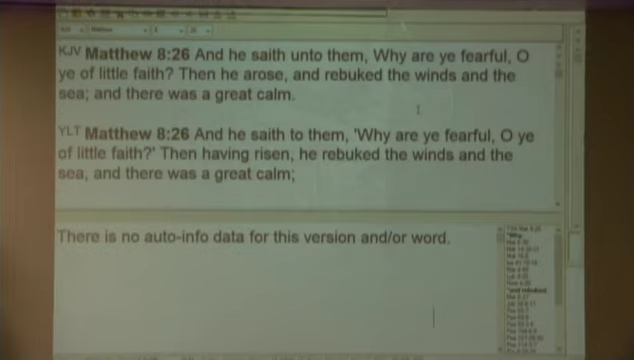 KJV Matthew 8:26 And he saith unto them, Why are ye fearful, O
ye of little faith? Then he arose, and rebuked the winds and the
sea; and there was a great calm.
YLT Matthew 8:26 And he saith to them, 'Why are ye fearful, O ye
of little faith?' Then having risen, he rebuked the winds and the
sea, and there was a great calm;
There is no auto-info data for this version and/or word.
"Why
"and rebuked